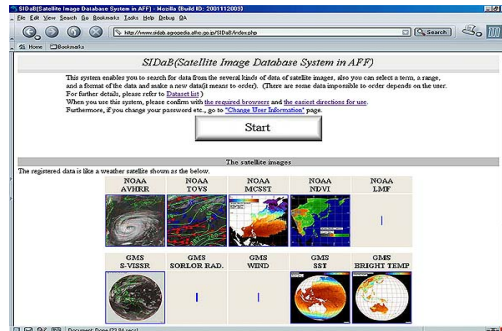 SIDaB(Satellite Image Database System in AFF) - Mozilla {Build ID: 2001112009}
File Edit View Search Go Bookmarks Tasks Help Debug QA
http://www.sidab.agropedia.affrc.go.jp/SIDaB/index.php
Search
Home Bookmarks
SIDaB(Satellite Image Database System in AFF)
This system enables you to search for data from the several kinds of data of satellite images, also you can select a term, a range,
and a format of the data and make a new data(it means to order). (There are some data impossible to order depends on the user.
For further details, please refer to Dataset list )
When you use this system, please confirm with the required browsers and the easiest directions for use.
Furthermore, if you change your password etc., go to "Change User Information" page.
Start
The satellite images
The registered data is like a weather satellite shown as the below.
NOAA AVHRR NOAA TOVS NOAA MCSST NOAA NDVI NOAA LMF
GMS S-VISSR GMS SORLOR RAD. GMS WIND GMS SST GMS BRIGHT TEMP